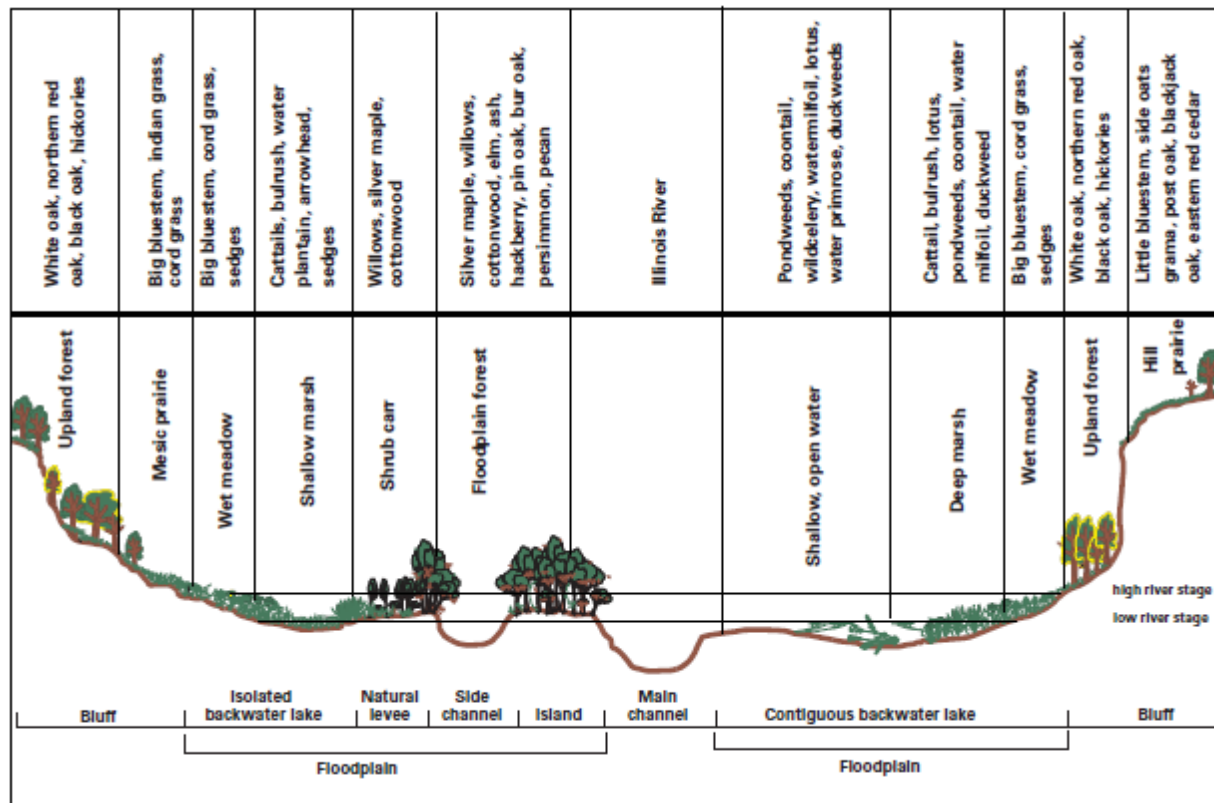 White oak, northern red
oak, black oak, hickories
Big bluestem, indian grass,
cord grass
Big bluestem, cord grass,
sedges
Cattails, bulrush, water
plantain, arrowhead,
sedges
Willows, silver maple,
cottonwood
Silver maple, willows,
cottonwood, elm, ash,
hackberry, pin oak, bur oak,
persimmon, pecan
Illinois River
Pondweeds, coontail,
wildcelery, watermilfoil, lotus,
water primrose, duckweeds
Cattail, bulrush, lotus,
pondweeds, coontail, water
milfoil, duckweed
Big bluestem, cord grass,
sedges
White oak, northern red oak,
black oak, hickories
Little bluestem, side oats
grama, post oak, blackjack
oak, eastern red cedar
Upland forest
Mesic prairie
Wet meadow
Shallow marsh
Shrub carr
Floodplain forest
Shallow, open water
Deep marsh
Wet meadow
Upland forest
Hill
prairie
high river stage
low river stage
Bluff
Isolated
backwater lake
Natural
levee
Side
channel
Island
Main
channel
Contiguous backwater lake
Bluff
Floodplain
Floodplain